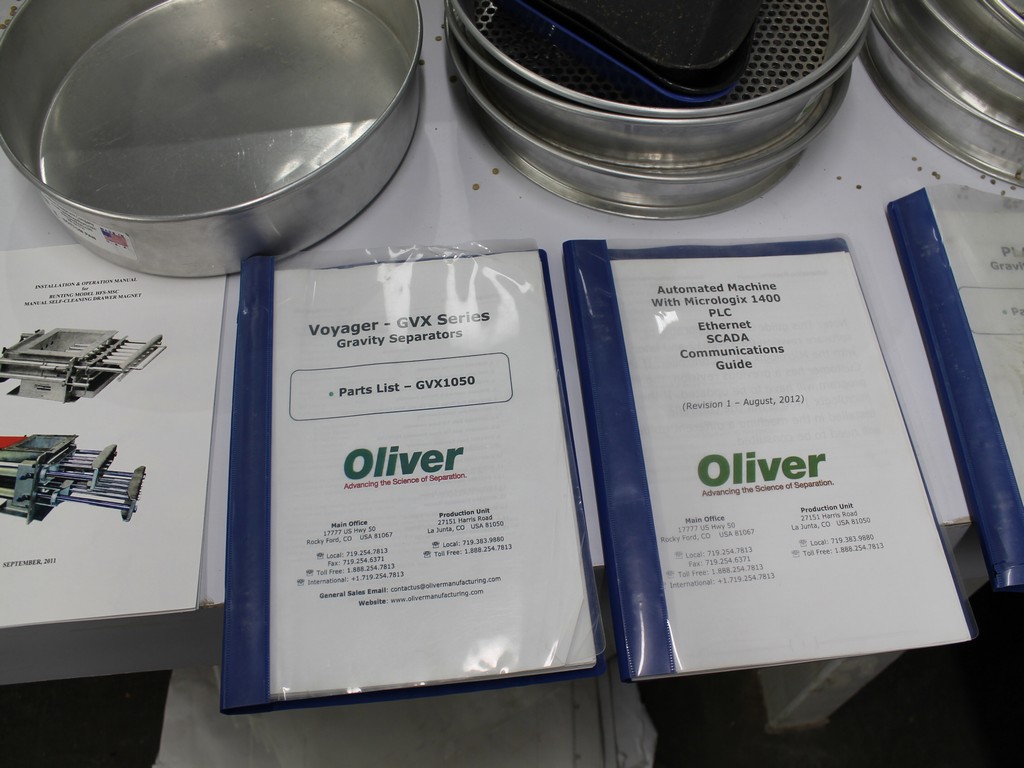 INSTALLATION & OPERATION MANUAL
for
BUNTING MODEL HFS-MSC
MANUAL SELF-CLEANING DRAWER MAGNET
SEPTEMBER, 2011
Voyager - GVX Series
Gravity Separators
• Parts List – GVX1050
Oliver
Advancing the Science of Separation.
Main Office
17777 US Hwy 50
Rocky Ford, CO USA 81067
Local: 719.254.7813
Fax: 719.254.6371
Toll Free: 1.888.254.7813
International: +1.719.254.7813
Production Unit
27151 Harris Road
La Junta, CO USA 81050
Local: 719.383.9880
Toll Free: 1.888.254.7813
General Sales Email: contactus@olivermanufacturing.com
Website: www.olivermanufacturing.com
Automated Machine
With Micrologix 1400
PLC
Ethernet
SCADA
Communications
Guide
(Revision 1 – August, 2012)
Oliver
Advancing the Science of Separation.
Main Office
17777 US Hwy 50
Rocky Ford, CO USA 81067
Local: 719.254.7813
Fax: 719.254.6371
Toll Free: 1.888.254.7813
International: +1.719.254.7813
Production Unit
27151 Harris Road
La Junta, CO USA 81050
Local: 719.383.9880
Toll Free: 1.888.254.7813